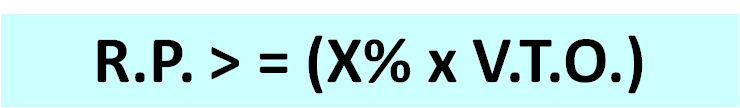 R.P. > = (X% x V.T.O.)